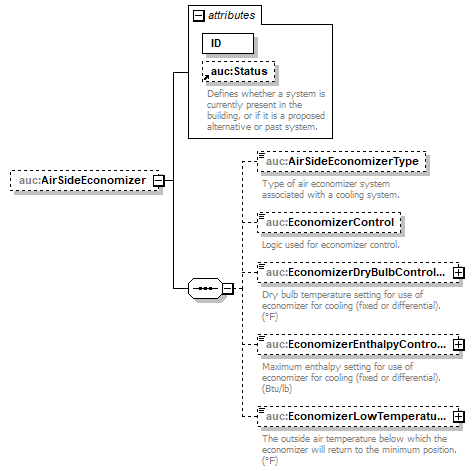 attributes
ID
auc:Status
Defines whether a system is
currently present in the
building, or if it is a proposed
alternative or past system.
auc:AirSideEconomizer
auc:AirSideEconomizerType
Type of air economizer system
associated with a cooling system.
auc:EconomizerControl
Logic used for economizer control.
auc:EconomizerDryBulbControl...
Dry bulb temperature setting for use of
economizer for cooling (fixed or differential).
(°F)
auc:EconomizerEnthalpyContro...
Maximum enthalpy setting for use of
economizer for cooling (fixed or differential).
(Btu/lb)
auc:EconomizerLowTemperatu...
The outside air temperature below which the
economizer will return to the minimum position.
(°F)